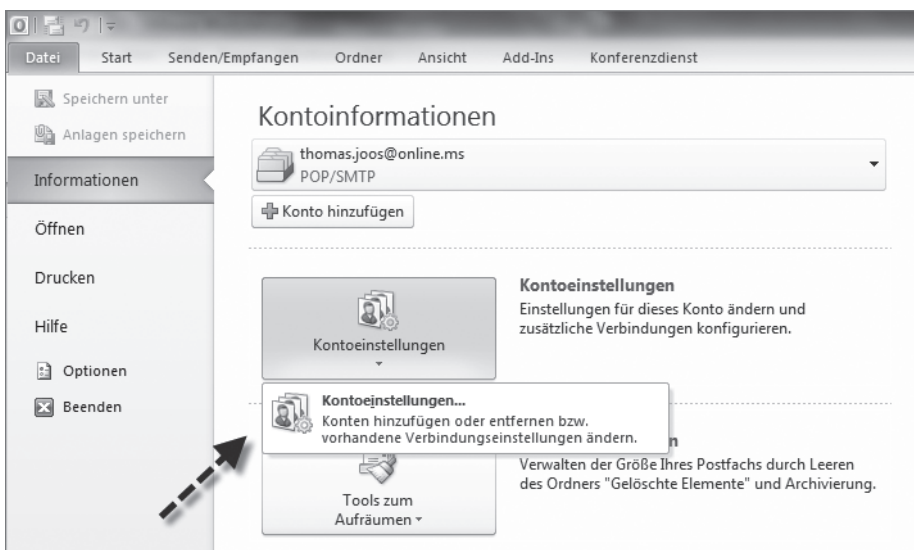 Datei Start Senden/Empfangen Ordner Ansicht Add-Ins Konferenzdienst
Speichern unter
Anlagen speichern
Informationen
Öffnen
Drucken
Hilfe
Optionen
Beenden
Kontoinformationen
thomas.joos@online.ms
POP/SMTP
Konto hinzufügen
Kontoeinstellungen
Kontoeinstellungen
Einstellungen für dieses Konto ändern und
zusätzliche Verbindungen konfigurieren.
Kontoeinstellungen...
Konten hinzufügen oder entfernen bzw.
vorhandene Verbindungseinstellungen ändern.
n
Tools zum
Aufräumen
Verwalten der Größe Ihres Postfachs durch Leeren
des Ordners "Gelöschte Elemente" und Archivierung.